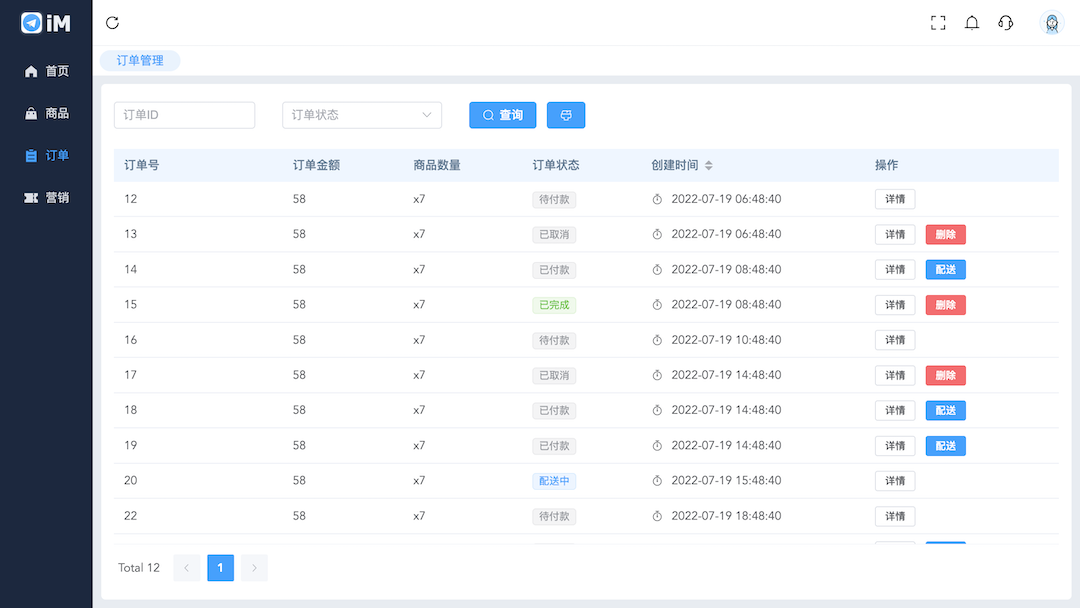 iM
首页
商品
订单
营销
订单管理
订单ID 订单状态 查询
订单号 订单金额 商品数量 订单状态 创建时间 操作
12 58 x7 待付款 2022-07-19 06:48:40 详情
13 58 x7 已取消 2022-07-19 06:48:40 详情 删除
14 58 x7 已付款 2022-07-19 08:48:40 详情 配送
15 58 x7 已完成 2022-07-19 08:48:40 详情 删除
16 58 x7 待付款 2022-07-19 10:48:40 详情
17 58 x7 已取消 2022-07-19 14:48:40 详情 删除
18 58 x7 已付款 2022-07-19 14:48:40 详情 配送
19 58 x7 已付款 2022-07-19 14:48:40 详情 配送
20 58 x7 配送中 2022-07-19 15:48:40 详情
22 58 x7 待付款 2022-07-19 18:48:40 详情
Total 12 1